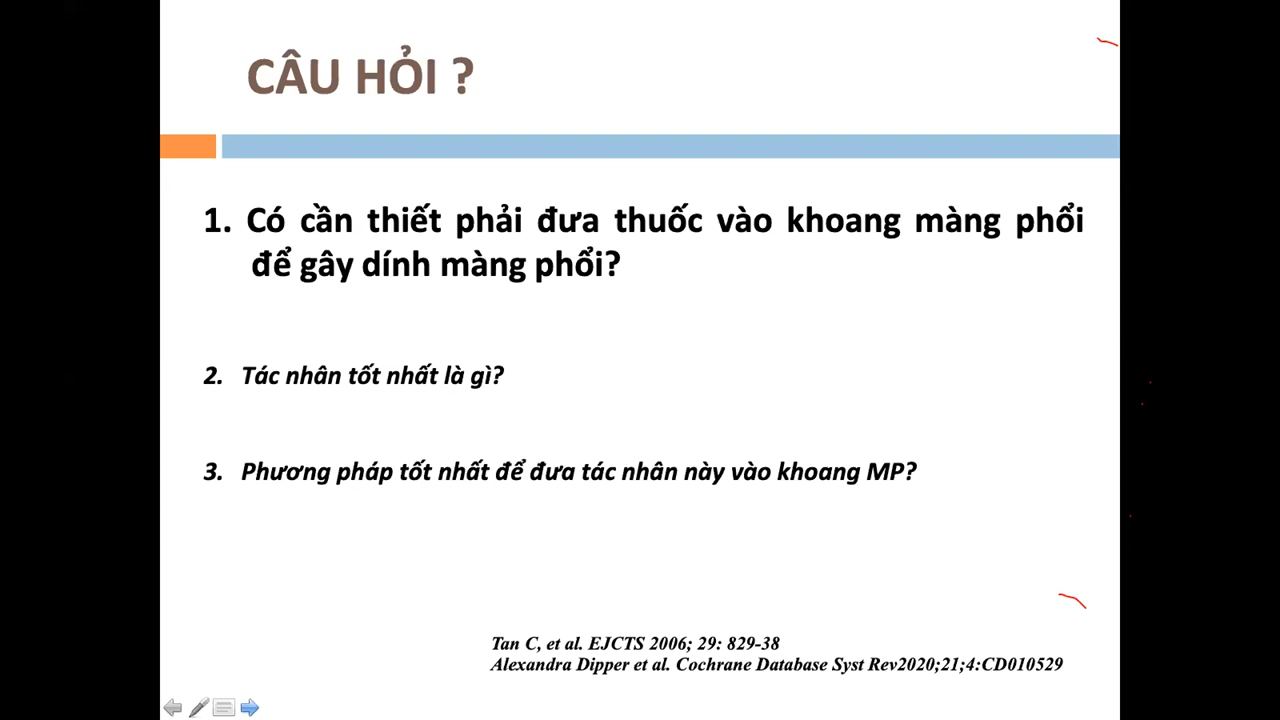 CÂU HỎI ?
1. Có cần thiết phải đưa thuốc vào khoang màng phổi
để gây dính màng phổi?
2. Tác nhân tốt nhất là gì?
3. Phương pháp tốt nhất để đưa tác nhân này vào khoang MP?
Tan C, et al. EJCTS 2006; 29: 829-38
Alexandra Dipper et al. Cochrane Database Syst Rev2020;21;4:CD010529